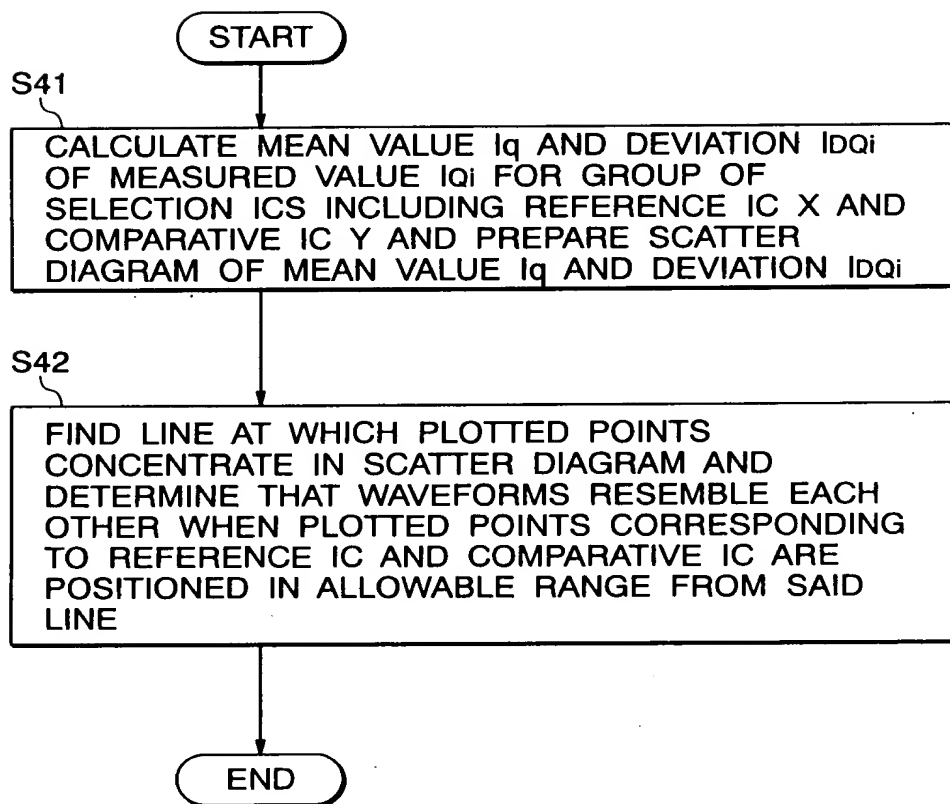 START
S41
CALCULATE MEAN VALUE Iq AND DEVIATION IDQi
OF MEASURED VALUE IQi FOR GROUP OF
SELECTION ICS INCLUDING REFERENCE IC X AND
COMPARATIVE IC Y AND PREPARE SCATTER
DIAGRAM OF MEAN VALUE Iq AND DEVIATION IDQi
S42
FIND LINE AT WHICH PLOTTED POINTS
CONCENTRATE IN SCATTER DIAGRAM AND
DETERMINE THAT WAVEFORMS RESEMBLE EACH
OTHER WHEN PLOTTED POINTS CORRESPONDING
TO REFERENCE IC AND COMPARATIVE IC ARE
POSITIONED IN ALLOWABLE RANGE FROM SAID
LINE
END